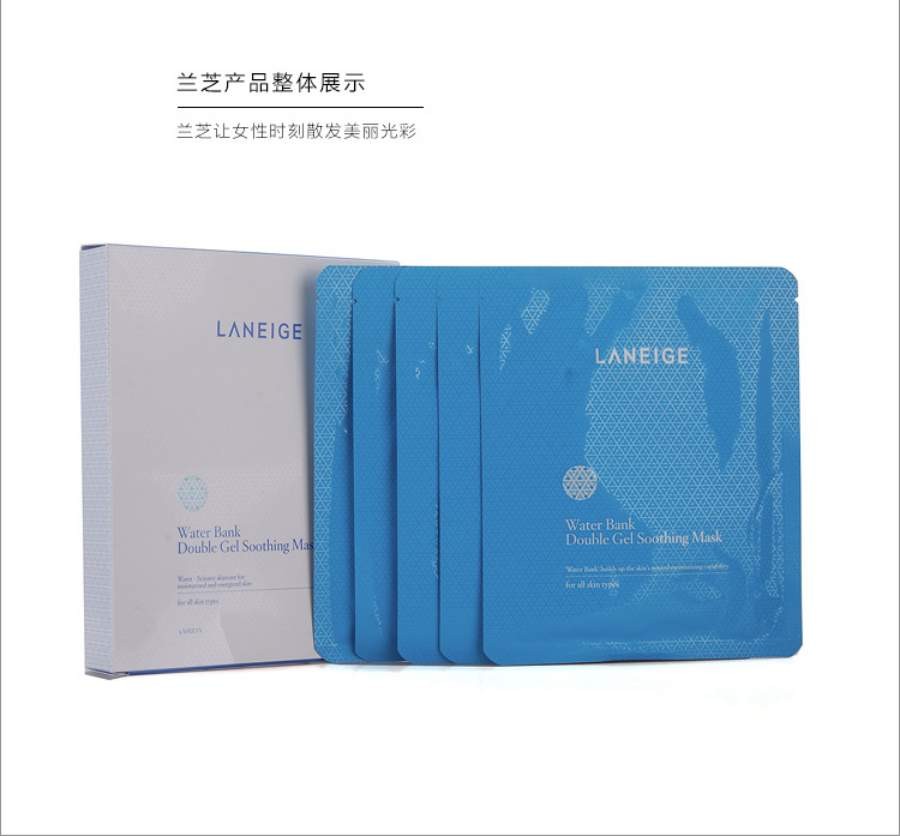 兰芝产品整体展示
兰芝让女性时刻散发美丽光彩
LANEIGE
Water Bank
Double Gel Soothing Mas
for all skin types
LANEIGE
Water Bank
Double Gel Soothing Mask
for all skin types